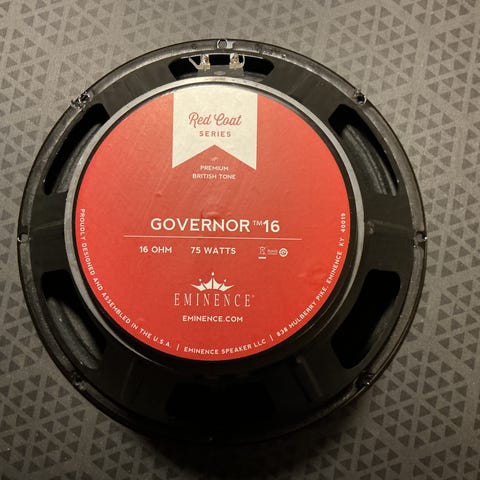 Red Coat
SERIES
PREMIUM
BRITISH TONE
GOVERNOR™16
16 OHM 75 WATTS
RoHS
EMINENCE®
EMINENCE.COM
PROUDLY DESIGNED AND ASSEMBLED IN THE U.S.A. | EMINENCE SPEAKER LLC | 838 MULBERRY PIKE, EMINENCE, KY 40019